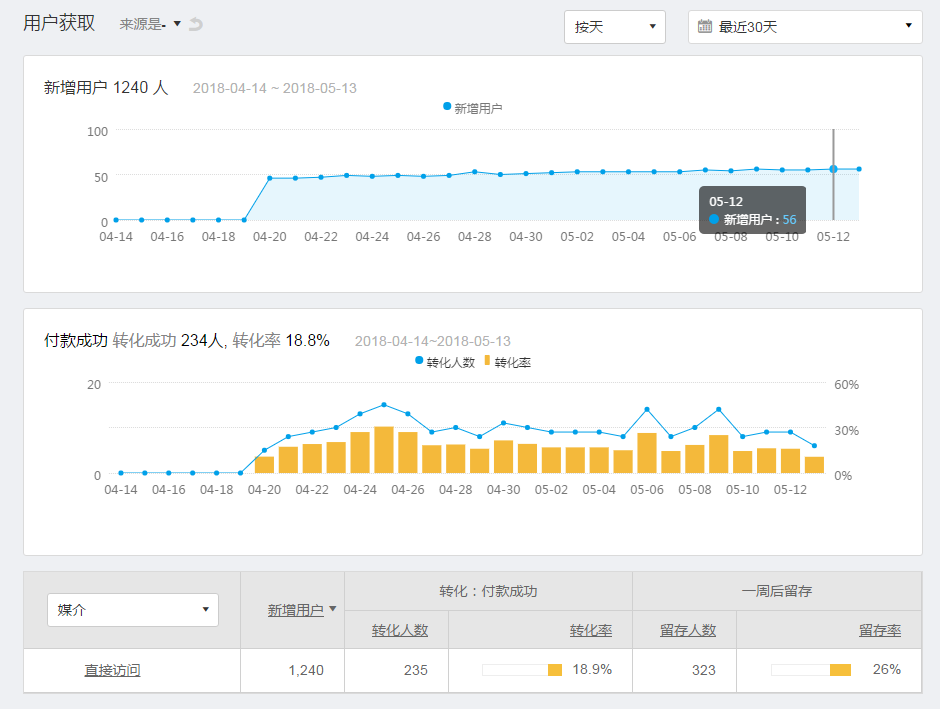 用户获取 来源是-
按天 最近30天
新增用户 1240 人 2018-04-14 ~ 2018-05-13
新增用户
100
50
0
05-12
新增用户 : 56
04-14 04-16 04-18 04-20 04-22 04-24 04-26 04-28 04-30 05-02 05-04 05-06 05-08 05-10 05-12
付款成功 转化成功 234人, 转化率 18.8% 2018-04-14~2018-05-13
转化人数 转化率
20 60%
30%
0 0%
04-14 04-16 04-18 04-20 04-22 04-24 04-26 04-28 04-30 05-02 05-04 05-06 05-08 05-10 05-12
媒介 新增用户 转化：付款成功 一周后留存
转化人数 转化率 留存人数 留存率
直接访问 1,240 235 18.9% 323 26%